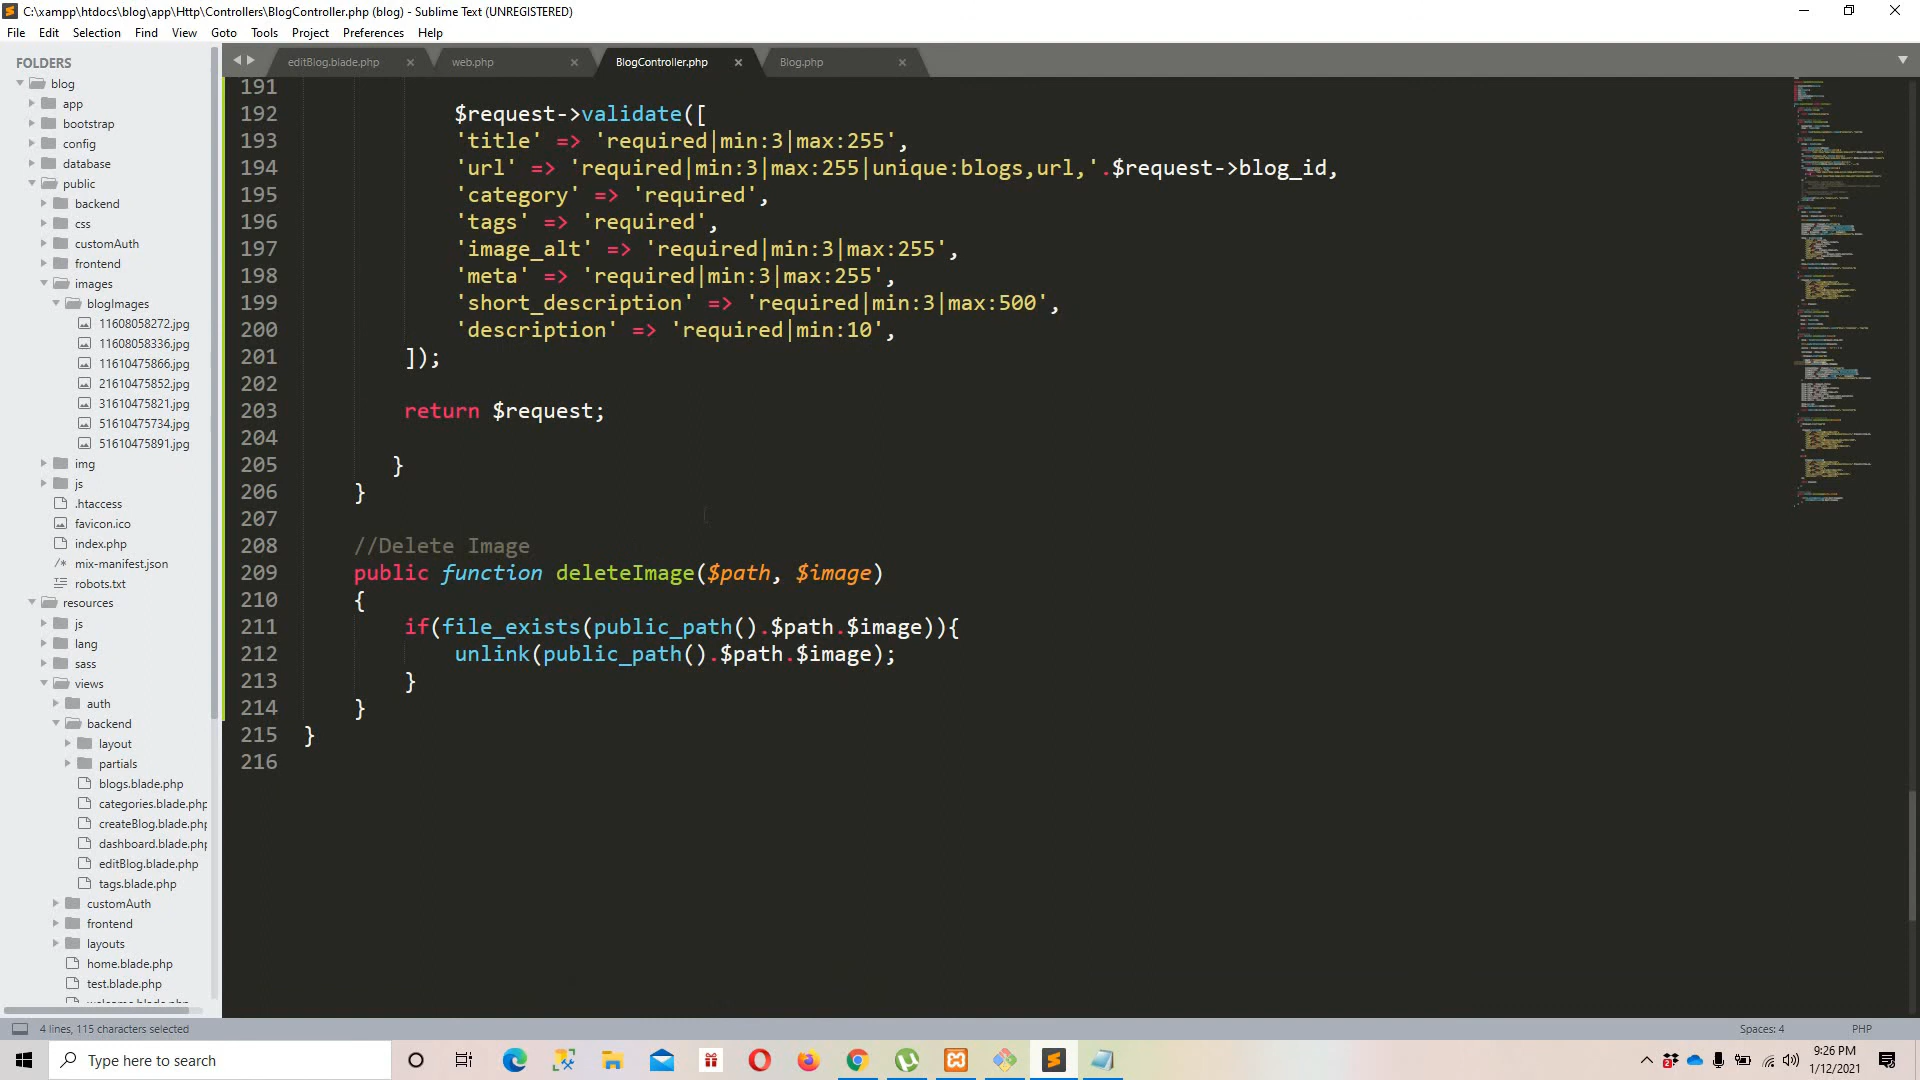 C:\xampp\htdocs\blog\app\Http\Controllers\BlogController.php (blog) - Sublime Text (UNREGISTERED)
File Edit Selection Find View Goto Tools Project Preferences Help
FOLDERS
blog
app
bootstrap
config
database
public
backend
css
customAuth
frontend
images
blogImages
11608058272.jpg
11608058336.jpg
11610475866.jpg
21610475852.jpg
31610475821.jpg
51610475734.jpg
51610475891.jpg
img
js
.htaccess
favicon.ico
index.php
mix-manifest.json
robots.txt
resources
js
lang
sass
views
auth
backend
layout
partials
blogs.blade.php
categories.blade.php
createBlog.blade.php
dashboard.blade.php
editBlog.blade.php
tags.blade.php
customAuth
frontend
layouts
home.blade.php
test.blade.php
welcome.blade.php
editBlog.blade.php web.php BlogController.php Blog.php
191
192 $request->validate([
193 'title' => 'required|min:3|max:255',
194 'url' => 'required|min:3|max:255|unique:blogs,url,'.$request->blog_id,
195 'category' => 'required',
196 'tags' => 'required',
197 'image_alt' => 'required|min:3|max:255',
198 'meta' => 'required|min:3|max:255',
199 'short_description' => 'required|min:3|max:500',
200 'description' => 'required|min:10',
201 ]);
202
203 return $request;
204
205 }
206 }
207
208 //Delete Image
209 public function deleteImage($path, $image)
210 {
211 if(file_exists(public_path().$path.$image)){
212 unlink(public_path().$path.$image);
213 }
214 }
215 }
216
4 lines, 115 characters selected Spaces: 4 PHP
Type here to search
9:26 PM
1/12/2021